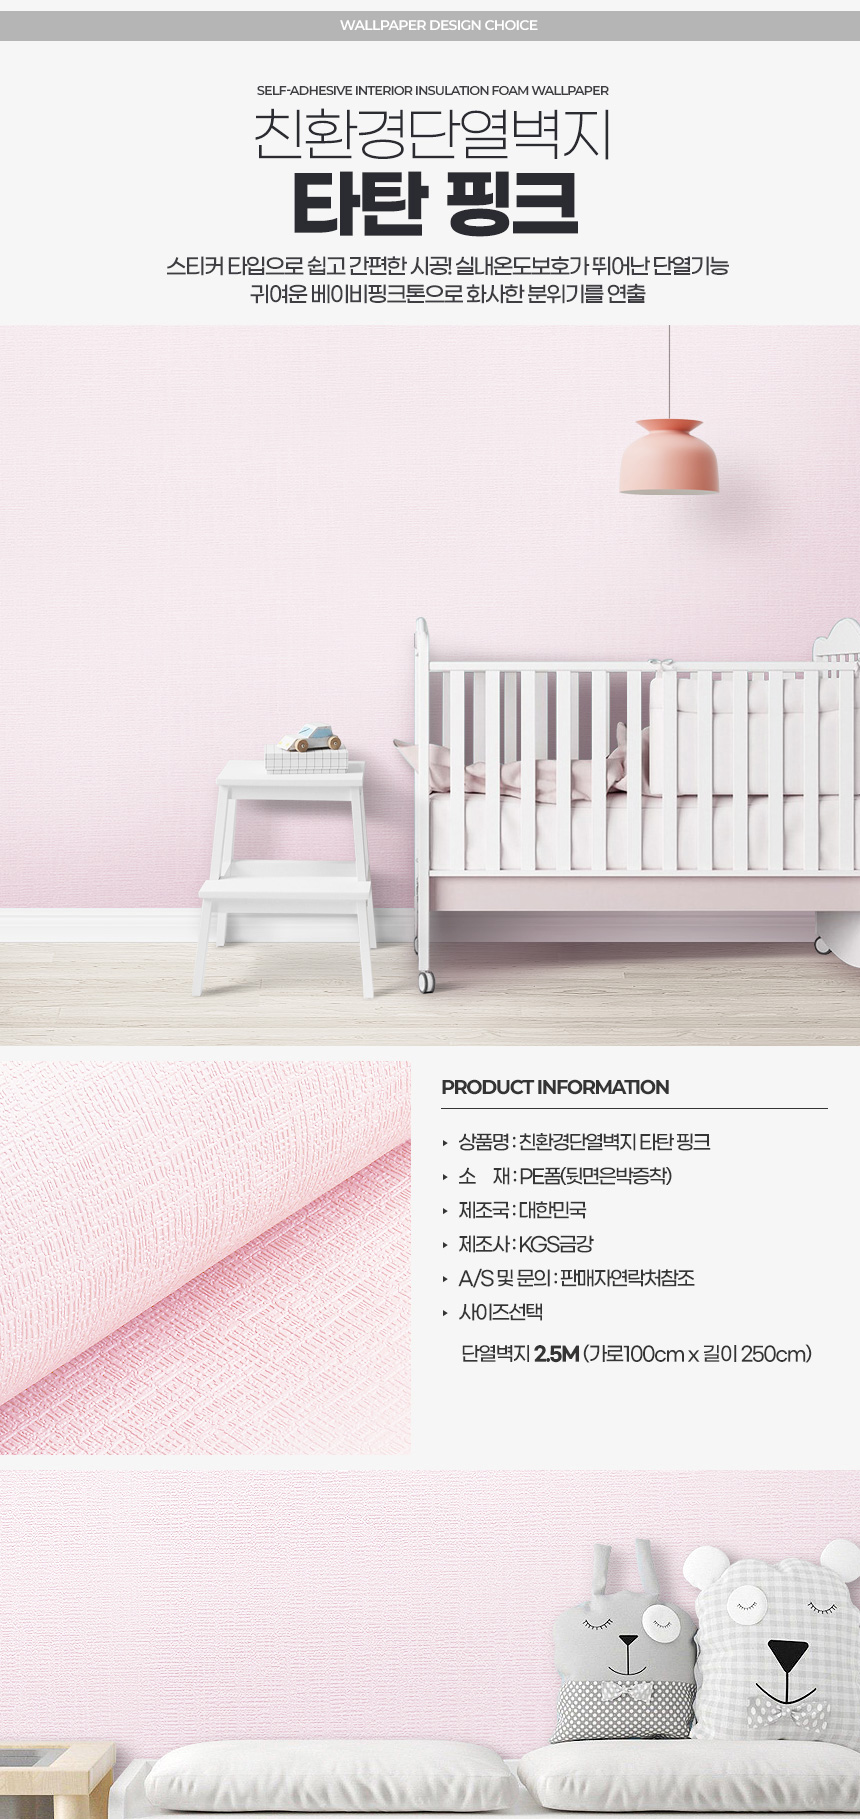 WALLPAPER DESIGN CHOICE
SELF-ADHESIVE INTERIOR INSULATION FOAM WALLPAPER
친환경단열벽지
타탄 핑크
스티커 타입으로 쉽고 간편한 시공! 실내온도보호가 뛰어난 단열기능
귀여운 베이비핑크톤으로 화사한 분위기를 연출
PRODUCT INFORMATION
상품명 : 친환경단열벽지 타탄 핑크
소 재 : PE폼(뒷면은박증착)
제조국 : 대한민국
제조사 : KGS금강
A/S 및 문의 : 판매자연락처참조
사이즈선택
단열벽지 2.5M (가로100cm x 길이 250cm)